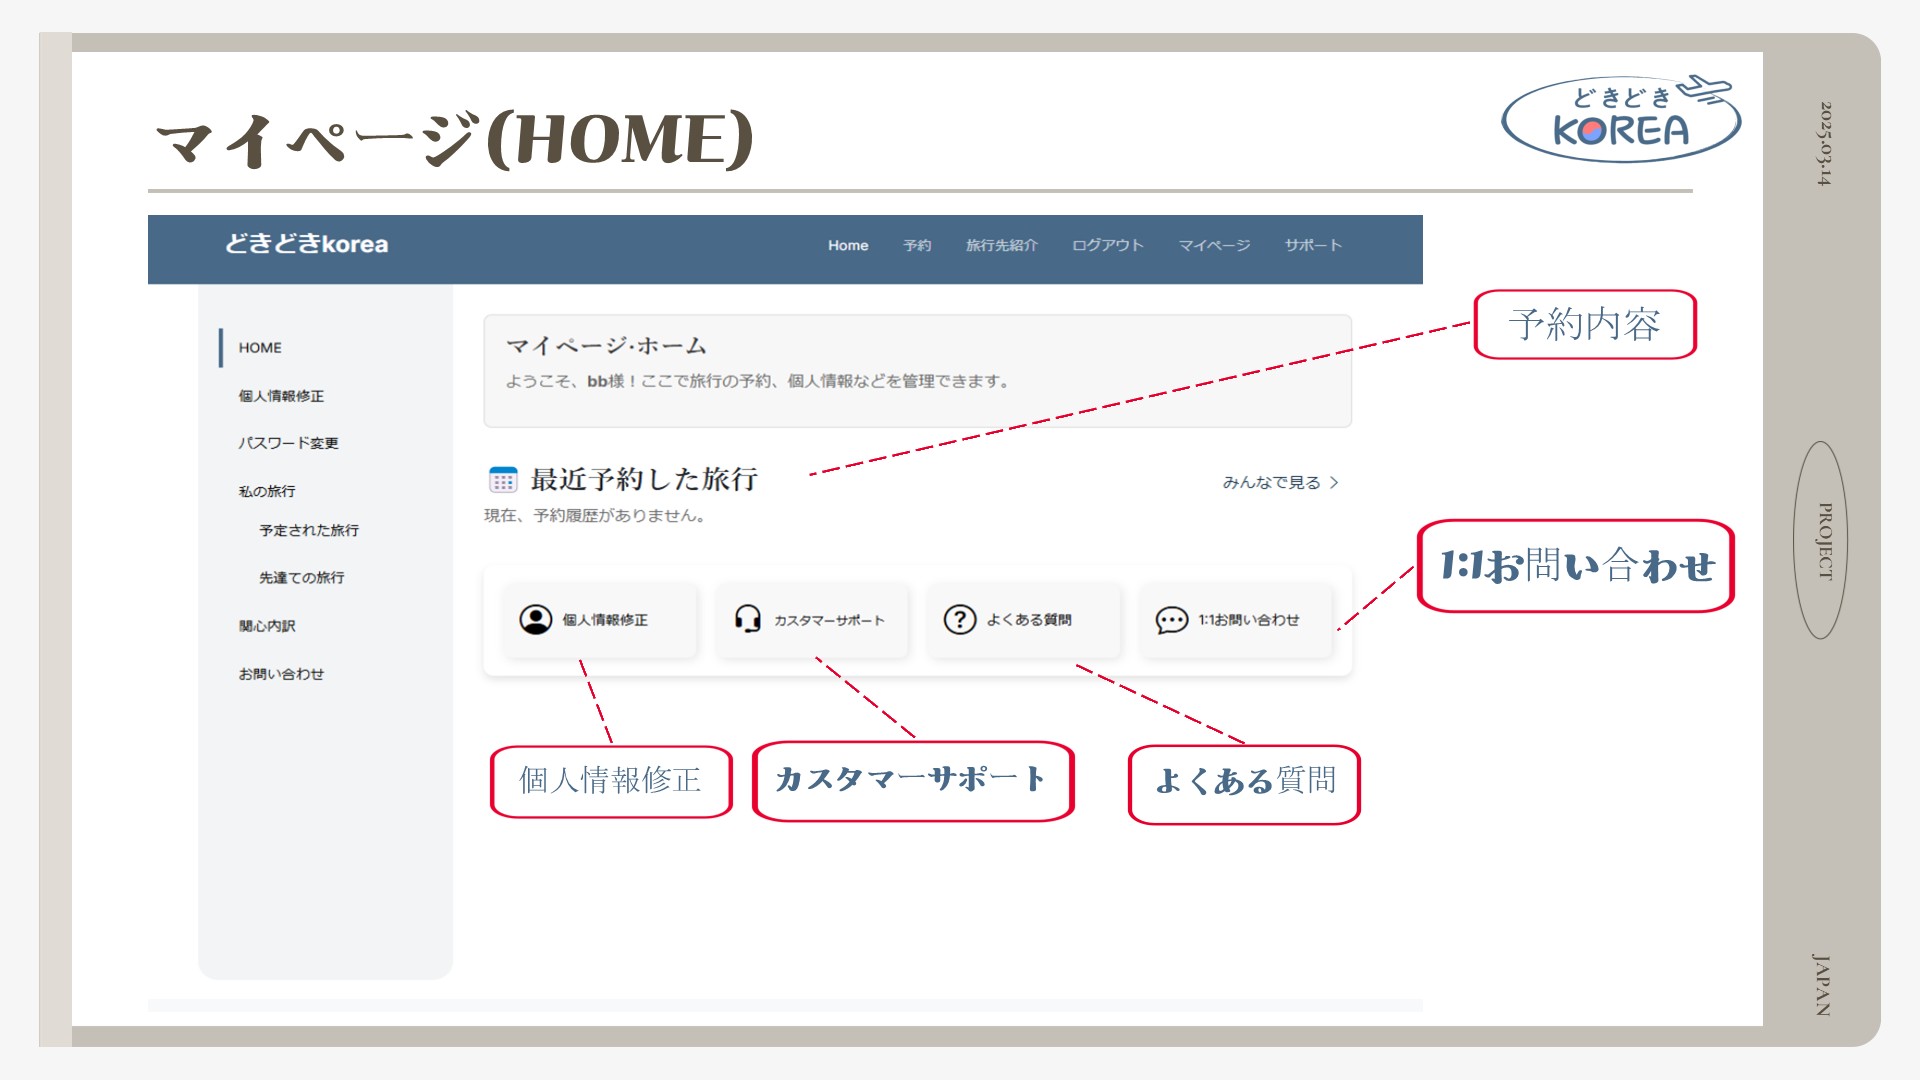 マイページ(HOME)
どきどき
KOREA
2025.03.14
どきどきkorea
Home 予約 旅行先紹介 ログアウト マイページ サポート
HOME
個人情報修正
パスワード変更
私の旅行
予定された旅行
先達ての旅行
関心内訳
お問い合わせ
マイページ·ホーム
ようこそ、bb様！ここで旅行の予約、個人情報などを管理できます。
予約内容
最近予約した旅行
みんなで見る
現在、予約履歴がありません。
1:1お問い合わせ
個人情報修正
カスタマーサポート
よくある質問
1:1お問い合わせ
個人情報修正
カスタマーサポート
よくある質問
PROJECT
JAPAN